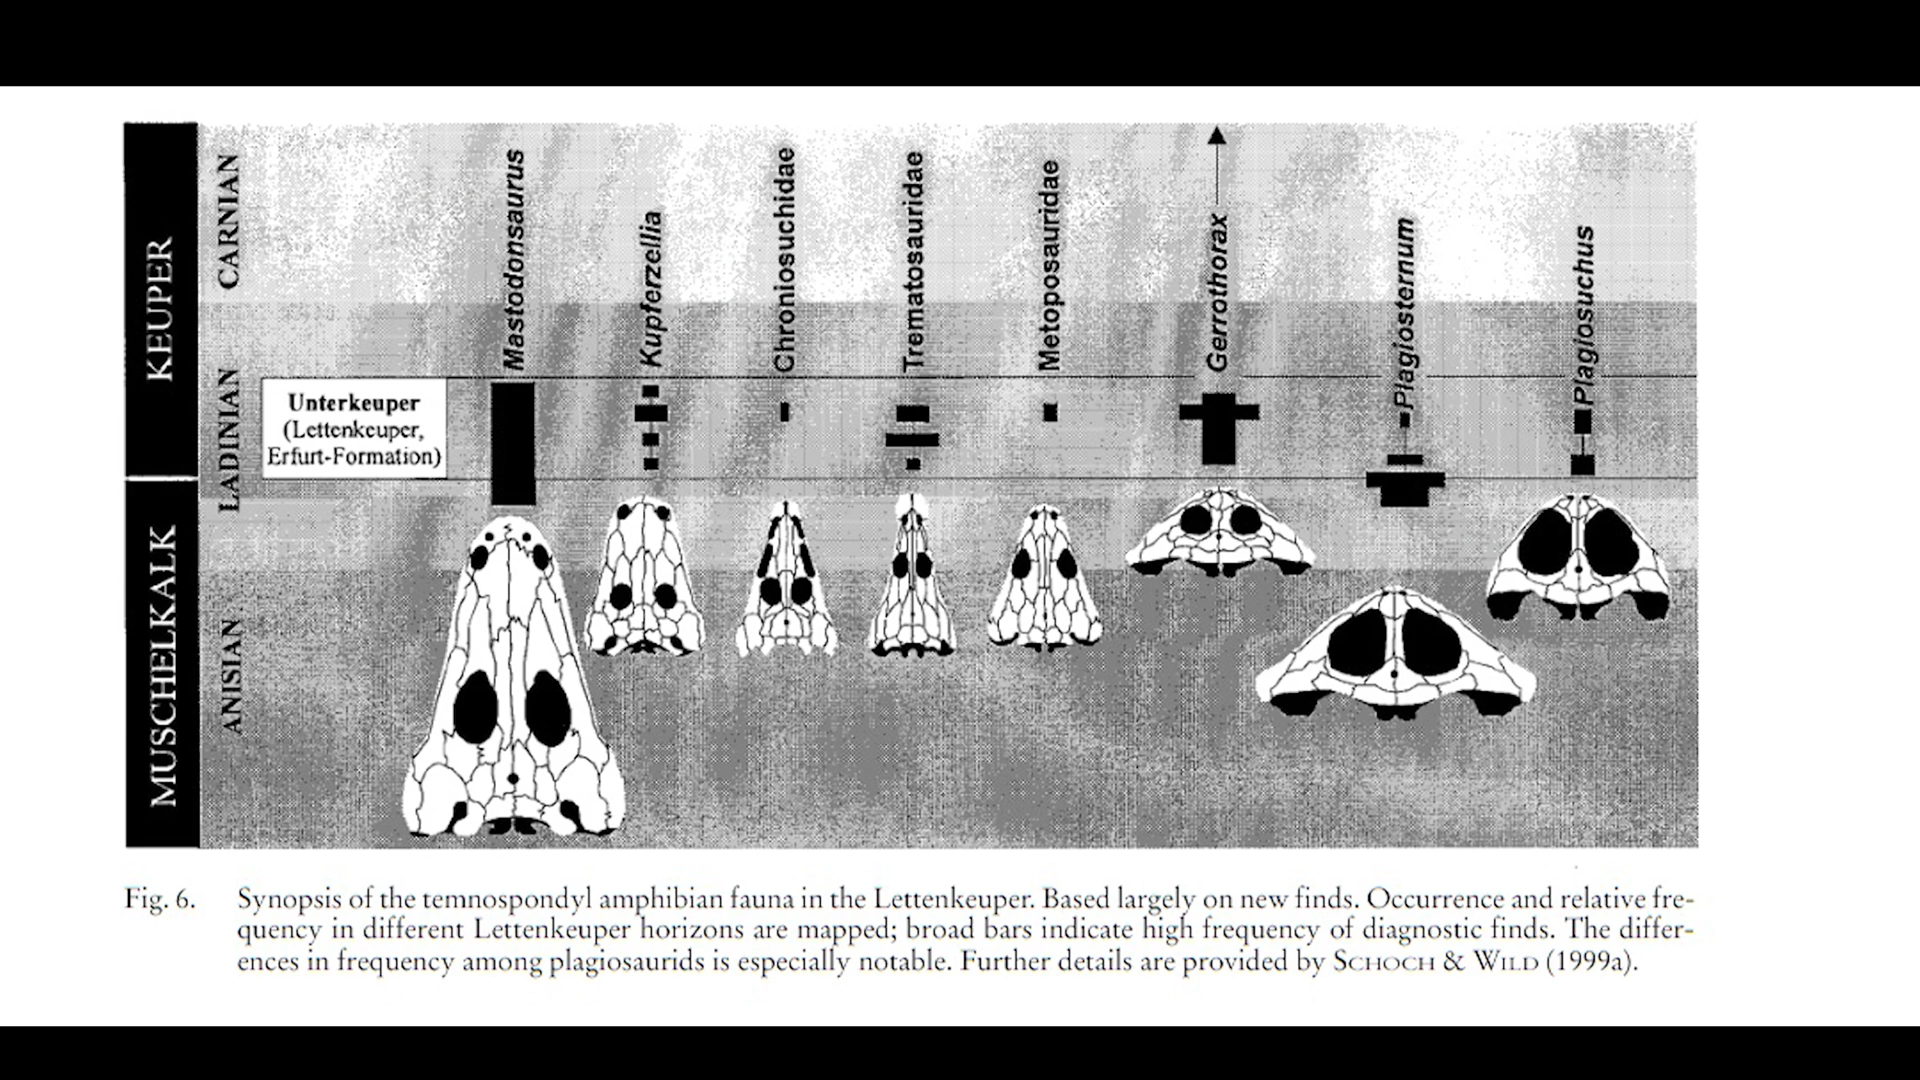 KEUPER
MUSCHELKALK
CARNIAN
LADINIAN
ANISIAN
Unterkeuper
(Lettenkeuper,
Erfurt-Formation)
Mastodonsaurus
Kupferzellia
Chroniosuchidae
Trematosauridae
Metoposauridae
Gerrothorax
Plagiosternum
Plagiosuchus
Fig. 6. Synopsis of the temnospondyl amphibian fauna in the Lettenkeuper. Based largely on new finds. Occurrence and relative fre-
quency in different Lettenkeuper horizons are mapped; broad bars indicate high frequency of diagnostic finds. The differ-
ences in frequency among plagiosaurids is especially notable. Further details are provided by SCHOCH & WILD (1999a).